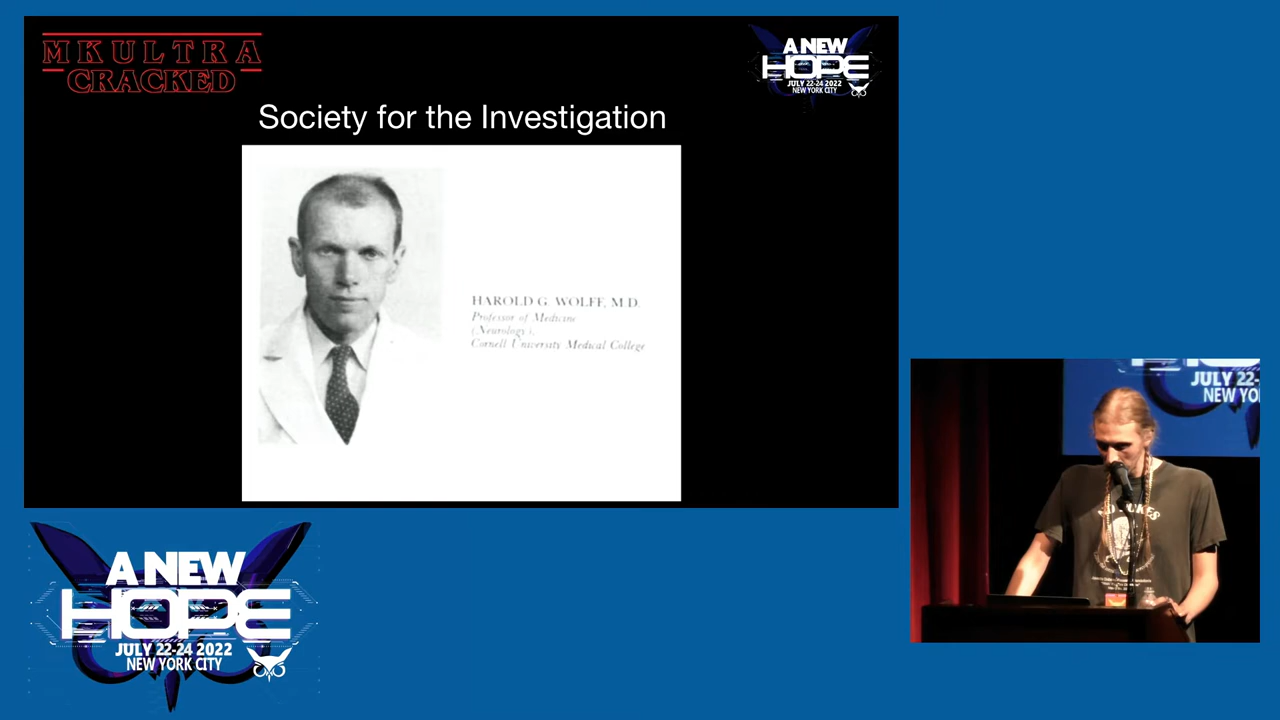 MKULTRA
CRACKED
A NEW
HOPE
JULY 22-24 2022
NEW YORK CITY
Society for the Investigation
HAROLD G. WOLFF, M.D.
Professor of Medicine
(Neurology),
Cornell University Medical College
JULY 22-
NEW YO
A NEW
HOPE
JULY 22-24 2022
NEW YORK CITY